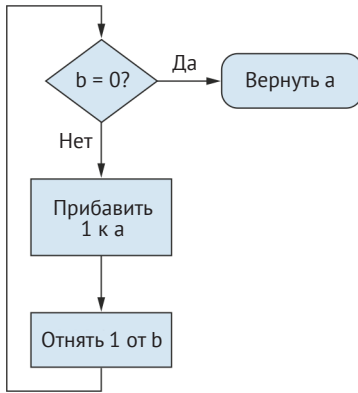 b = 0?
Да
Вернуть a
Нет
Прибавить
1 к a
Отнять 1 от b